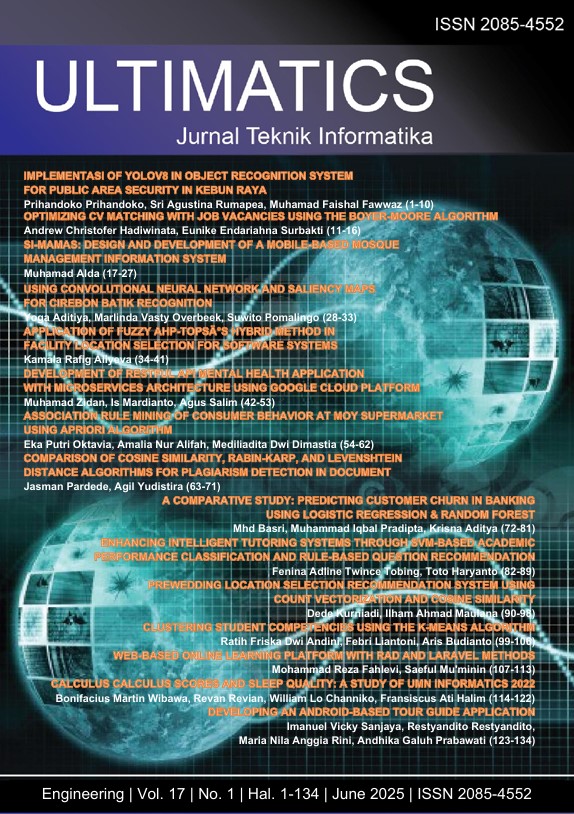 ISSN 2085-4552
ULTIMATICS
Jurnal Teknik Informatika
IMPLEMENTASI OF YOLOV8 IN OBJECT RECOGNITION SYSTEM
FOR PUBLIC AREA SECURITY IN KEBUN RAYA
Prihandoko Prihandoko, Sri Agustina Rumapea, Muhamad Faishal Fawwaz (1-10)
OPTIMIZING CV MATCHING WITH JOB VACANCIES USING THE BOYER-MOORE ALGORITHM
Andrew Christofer Hadiwinata, Eunike Endariahna Surbakti (11-16)
SI-MAMAS: DESIGN AND DEVELOPMENT OF A MOBILE-BASED MOSQUE
MANAGEMENT INFORMATION SYSTEM
Muhamad Alda (17-27)
USING CONVOLUTIONAL NEURAL NETWORK AND SALIENCY MAPS
FOR CIREBON BATIK RECOGNITION
Yoga Aditiya, Marlinda Vasty Overbeek, Suwito Pomalingo (28-33)
APPLICATION OF FUZZY AHP-TOPSÄ°S HYBRID METHOD IN
FACILITY LOCATION SELECTION FOR SOFTWARE SYSTEMS
Kamala Rafig Aliyeva (34-41)
DEVELOPMENT OF RESTFUL API MENTAL HEALTH APPLICATION
WITH MICROSERVICES ARCHITECTURE USING GOOGLE CLOUD PLATFORM
Muhamad Zidan, Is Mardianto, Agus Salim (42-53)
ASSOCIATION RULE MINING OF CONSUMER BEHAVIOR AT MOY SUPERMARKET
USING APRIORI ALGORITHM
Eka Putri Oktavia, Amalia Nur Alifah, Mediliadita Dwi Dimastia (54-62)
COMPARISON OF COSINE SIMILARITY, RABIN-KARP, AND LEVENSHTEIN
DISTANCE ALGORITHMS FOR PLAGIARISM DETECTION IN DOCUMENT
Jasman Pardede, Agil Yudistira (63-71)
A COMPARATIVE STUDY: PREDICTING CUSTOMER CHURN IN BANKING
USING LOGISTIC REGRESSION & RANDOM FOREST
Mhd Basri, Muhammad Iqbal Pradipta, Krisna Aditya (72-81)
ENHANCING INTELLIGENT TUTORING SYSTEMS THROUGH SVM-BASED ACADEMIC
PERFORMANCE CLASSIFICATION AND RULE-BASED QUESTION RECOMMENDATION
Fenina Adline Twince Tobing, Toto Haryanto (82-89)
PREWEDDING LOCATION SELECTION RECOMMENDATION SYSTEM USING
COUNT VECTORIZATION AND COSINE SIMILARITY
Dede Kurniadi, Ilham Ahmad Maulana (90-98)
CLUSTERING STUDENT COMPETENCIES USING THE K-MEANS ALGORITHM
Ratih Friska Dwi Andini, Febri Liantoni, Aris Budianto (99-106)
WEB-BASED ONLINE LEARNING PLATFORM WITH RAD AND LARAVEL METHODS
Mohammad Reza Fahlevi, Saeful Mu'minin (107-113)
CALCULUS CALCULUS SCORES AND SLEEP QUALITY: A STUDY OF UMN INFORMATICS 2022
Bonifacius Martin Wibawa, Revan Revian, William Lo Channiko, Fransiscus Ati Halim (114-122)
DEVELOPING AN ANDROID-BASED TOUR GUIDE APPLICATION
Imanuel Vicky Sanjaya, Restyandito Restyandito,
Maria Nila Anggia Rini, Andhika Galuh Prabawati (123-134)
Engineering | Vol. 17 | No. 1 | Hal. 1-134 | June 2025 | ISSN 2085-4552